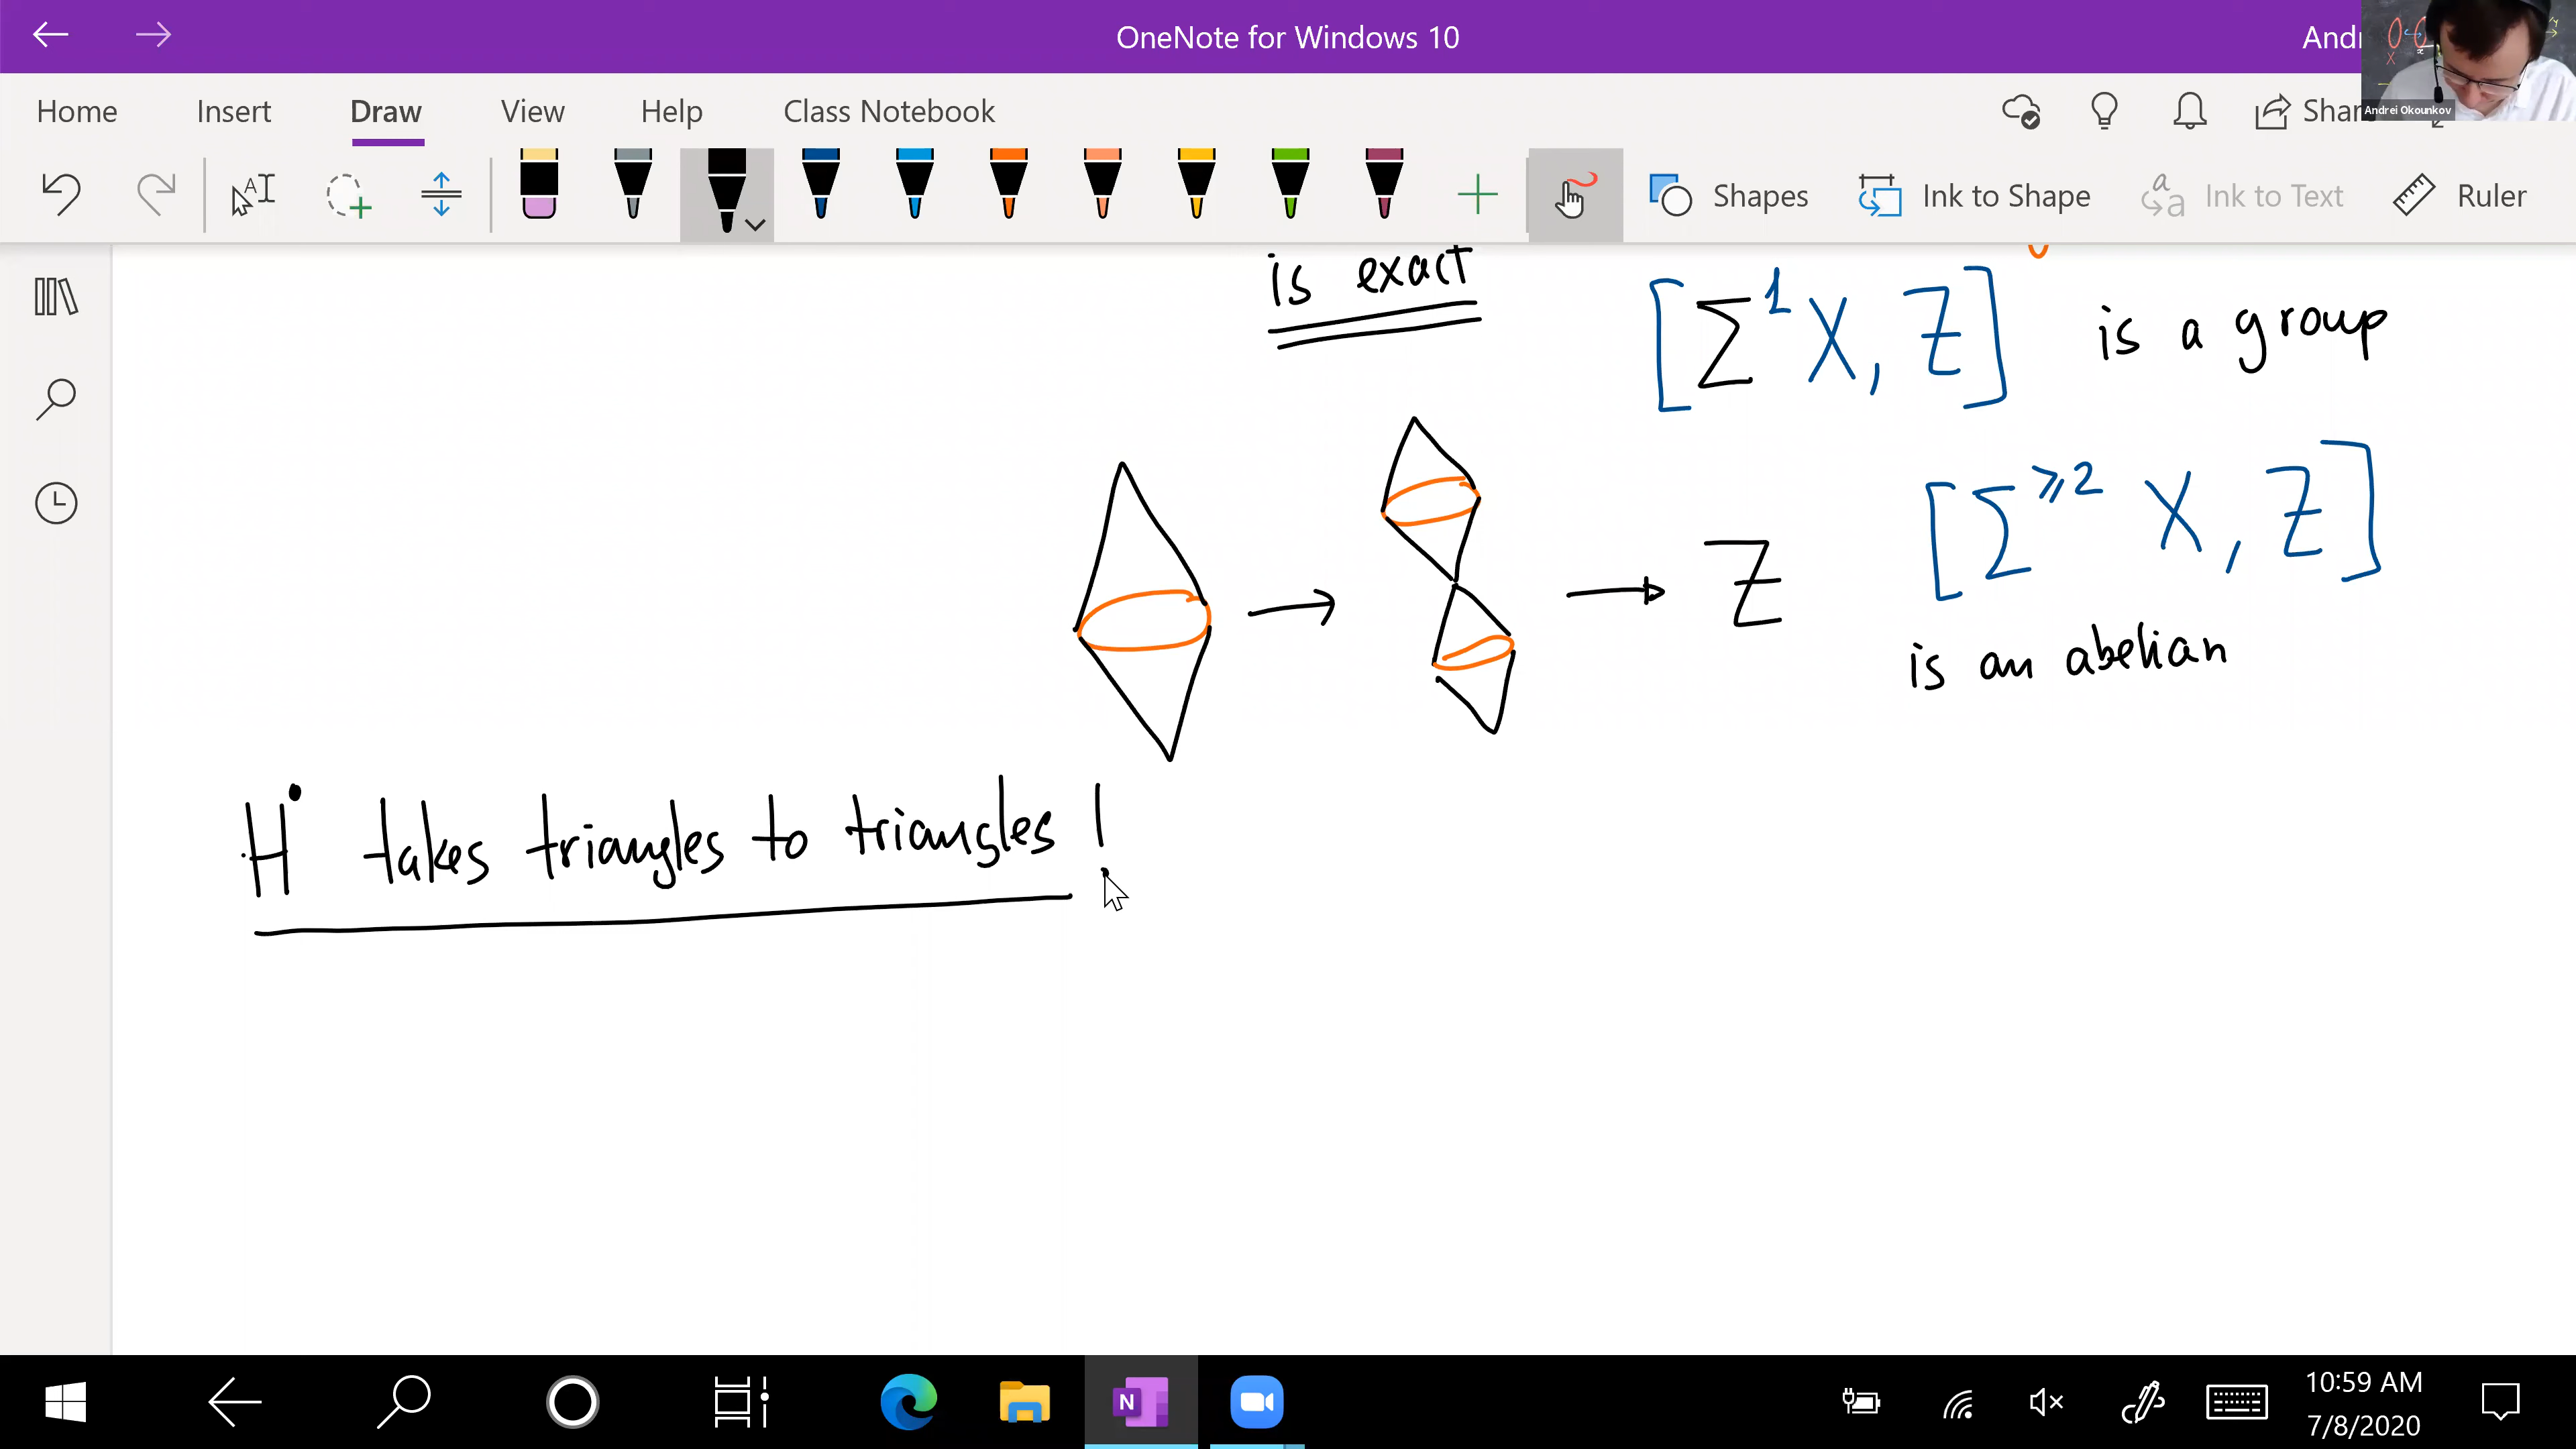 OneNote for Windows 10
Andr
Andrei Okounkov
Home Insert Draw View Help Class Notebook
Shar
Shapes Ink to Shape Ink to Text Ruler
is exact
[Σ¹X, Z] is a group
[Σ^≥2 X, Z]
Z
is an abelian
H• takes triangles to triangles !
10:59 AM
7/8/2020